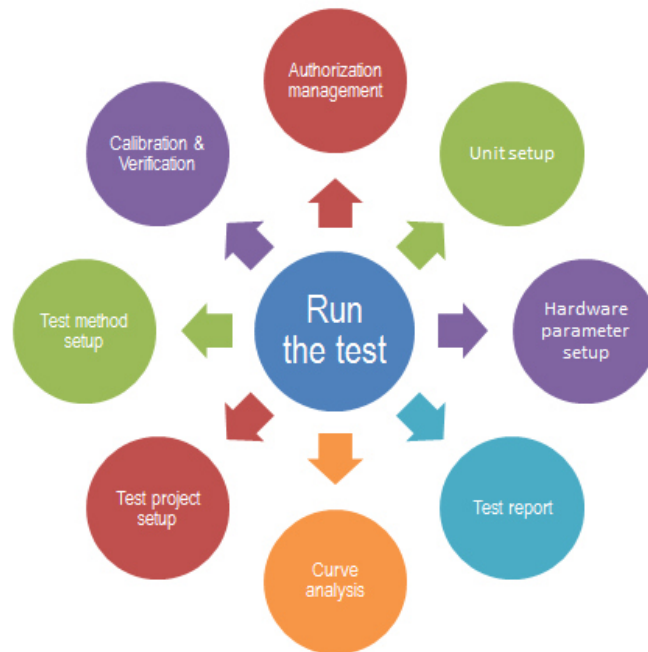 Authorization
management
Unit setup
Hardware
parameter
setup
Test report
Curve
analysis
Test project
setup
Test method
setup
Calibration &
Verification
Run
the test